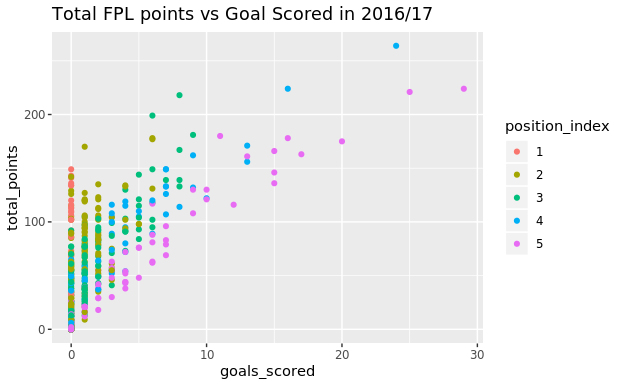 Total FPL points vs Goal Scored in 2016/17
total_points
200
100
0
0 10 20 30
goals_scored
position_index
1
2
3
4
5